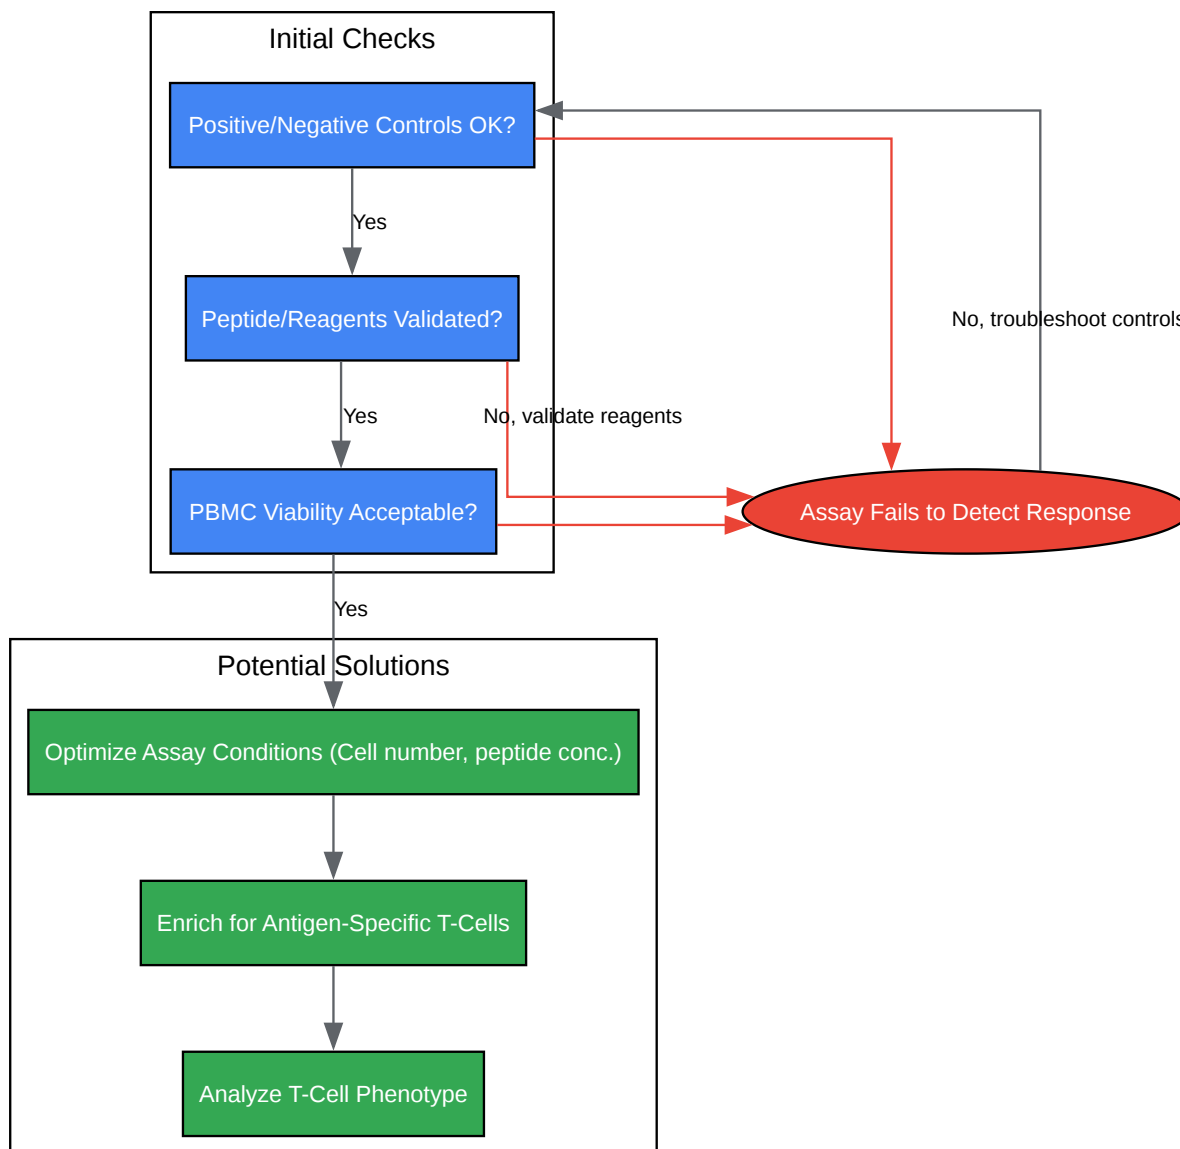 Initial Checks
Positive/Negative Controls OK?
Yes
Peptide/Reagents Validated?
No, troubleshoot controls
Yes
No, validate reagents
PBMC Viability Acceptable?
Assay Fails to Detect Response
Yes
Potential Solutions
Optimize Assay Conditions (Cell number, peptide conc.)
Enrich for Antigen-Specific T-Cells
Analyze T-Cell Phenotype